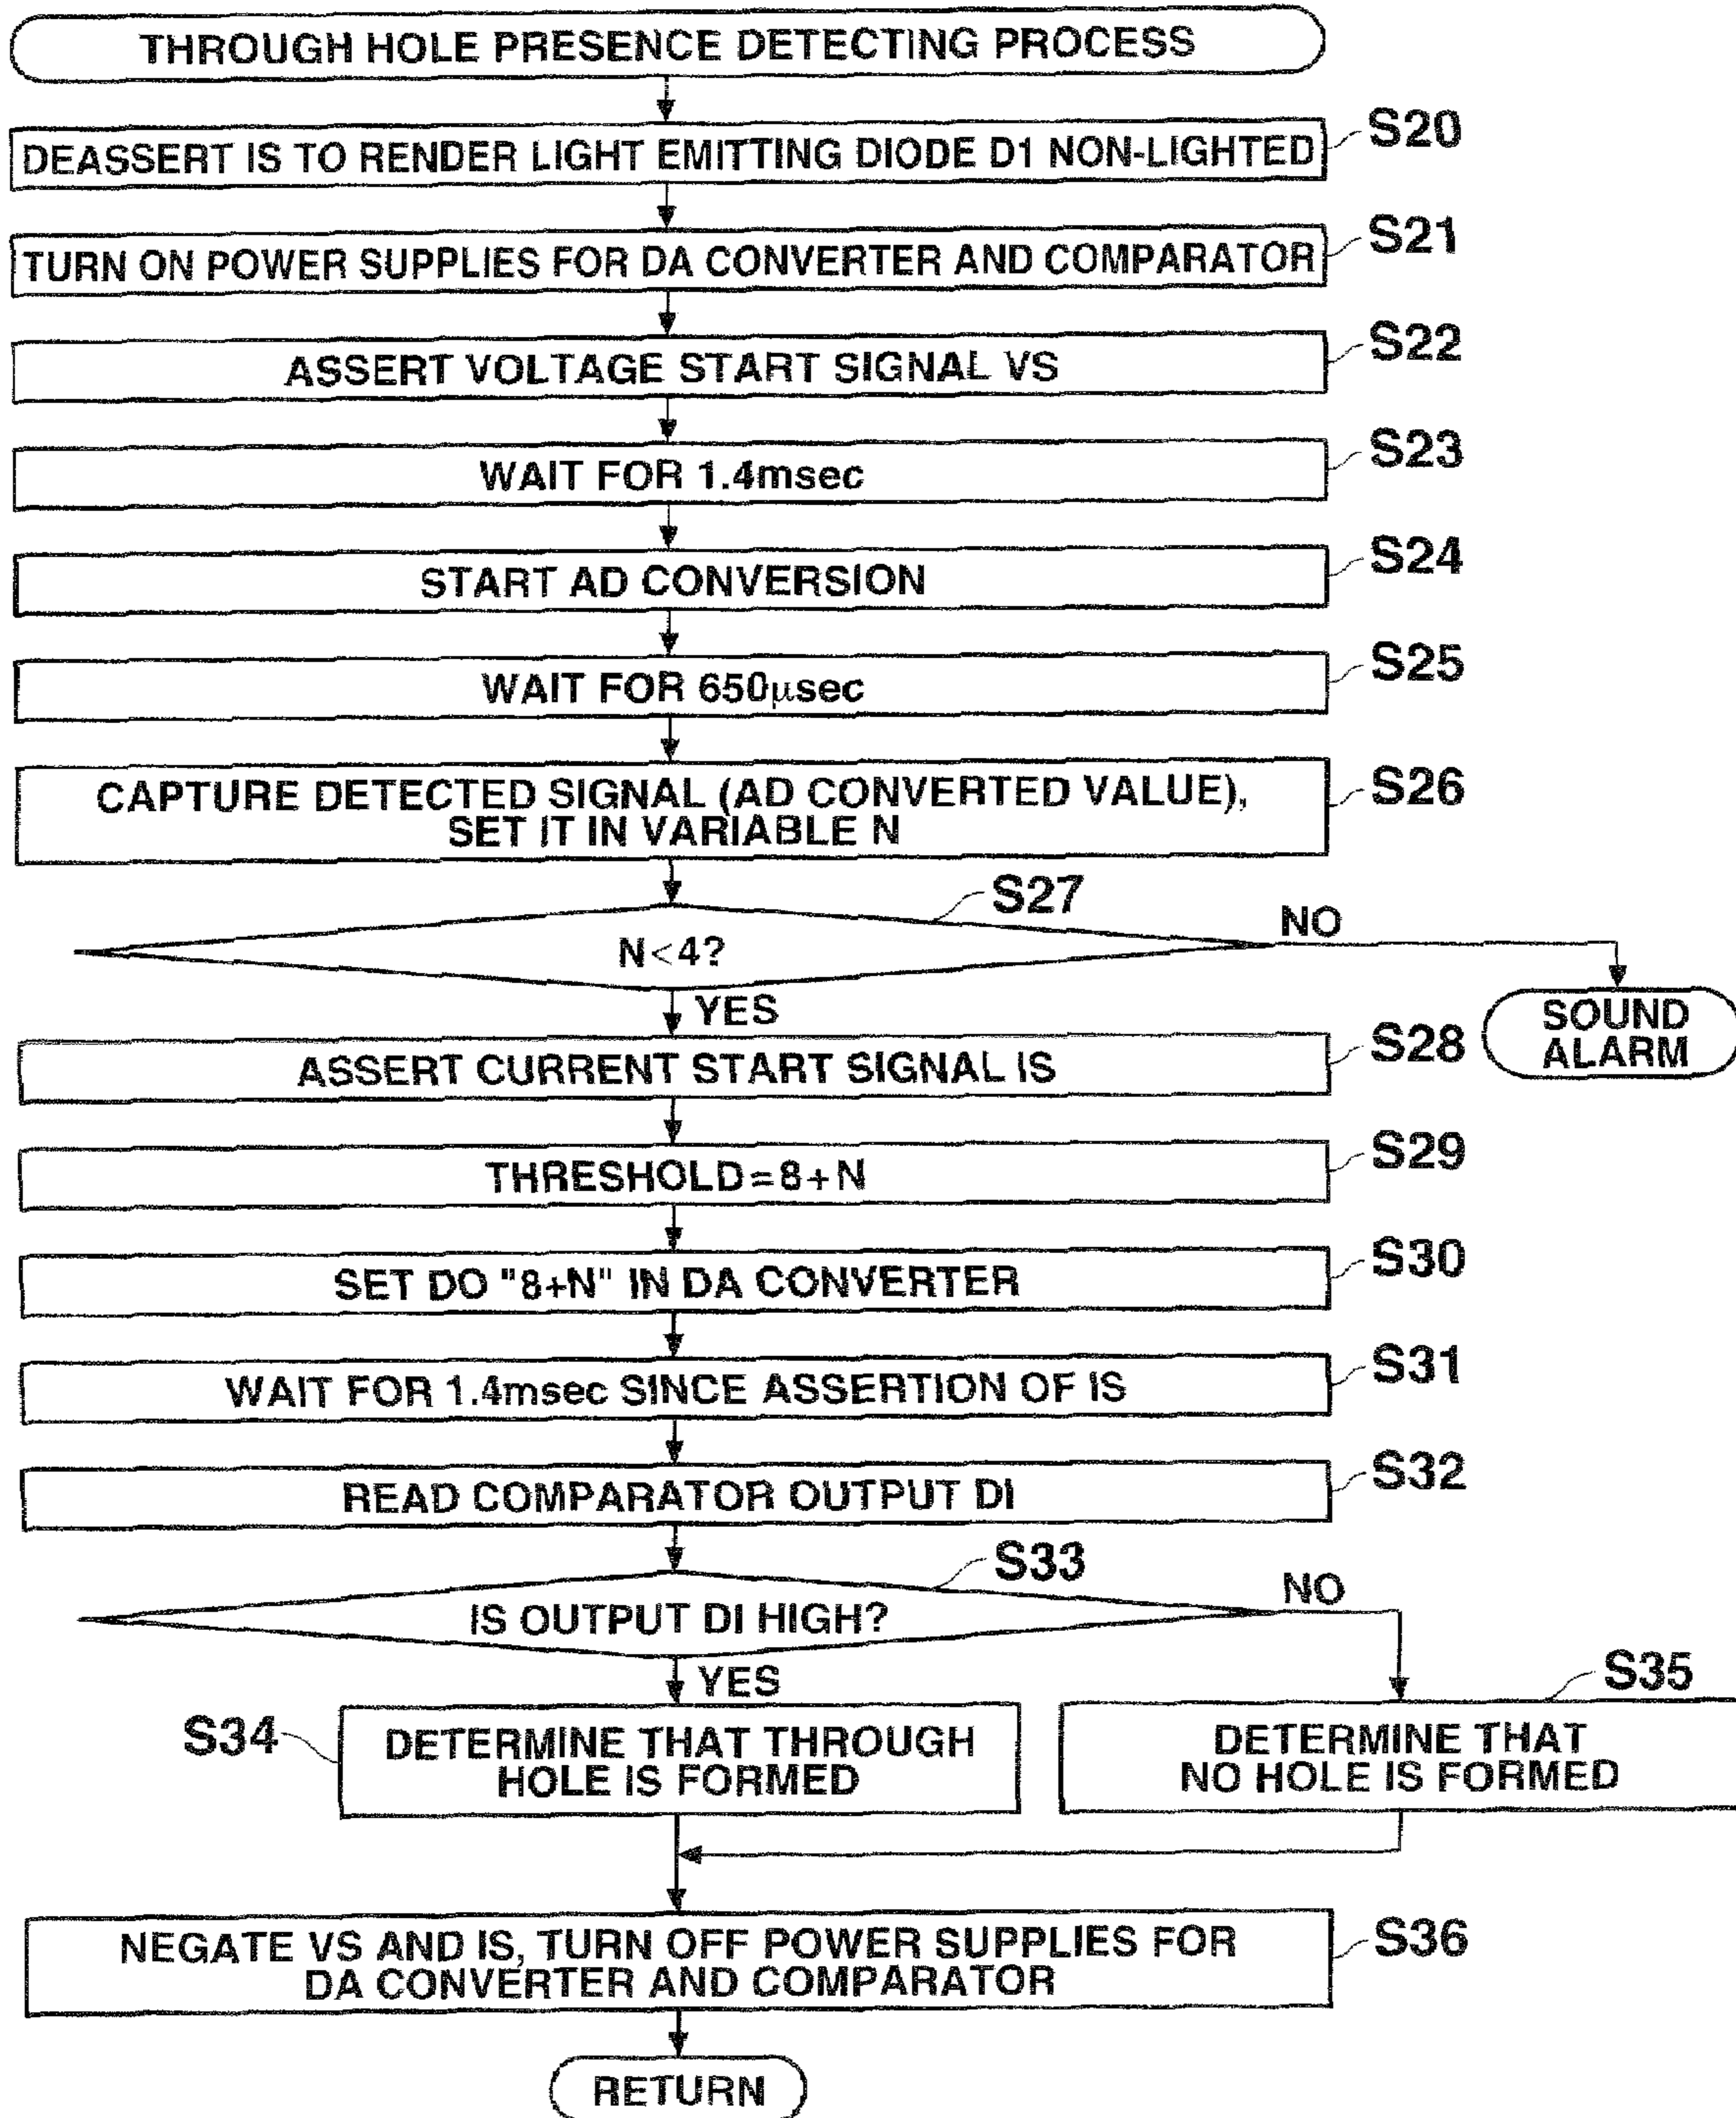 THROUGH HOLE PRESENCE DETECTING PROCESS
S20
DEASSERT IS TO RENDER LIGHT EMITTING DIODE D1 NON-LIGHTED
S21
TURN ON POWER SUPPLIES FOR DA CONVERTER AND COMPARATOR
S22
ASSERT VOLTAGE START SIGNAL VS
S23
WAIT FOR 1.4msec
S24
START AD CONVERSION
S25
WAIT FOR 650μsec
S26
CAPTURE DETECTED SIGNAL (AD CONVERTED VALUE),
SET IT IN VARIABLE N
S27
N<4?
NO
YES
SOUND
ALARM
S28
ASSERT CURRENT START SIGNAL IS
S29
THRESHOLD=8+N
S30
SET DO "8+N" IN DA CONVERTER
S31
WAIT FOR 1.4msec SINCE ASSERTION OF IS
S32
READ COMPARATOR OUTPUT DI
S33
IS OUTPUT DI HIGH?
NO
YES
S34
DETERMINE THAT THROUGH
HOLE IS FORMED
S35
DETERMINE THAT
NO HOLE IS FORMED
S36
NEGATE VS AND IS, TURN OFF POWER SUPPLIES FOR
DA CONVERTER AND COMPARATOR
RETURN